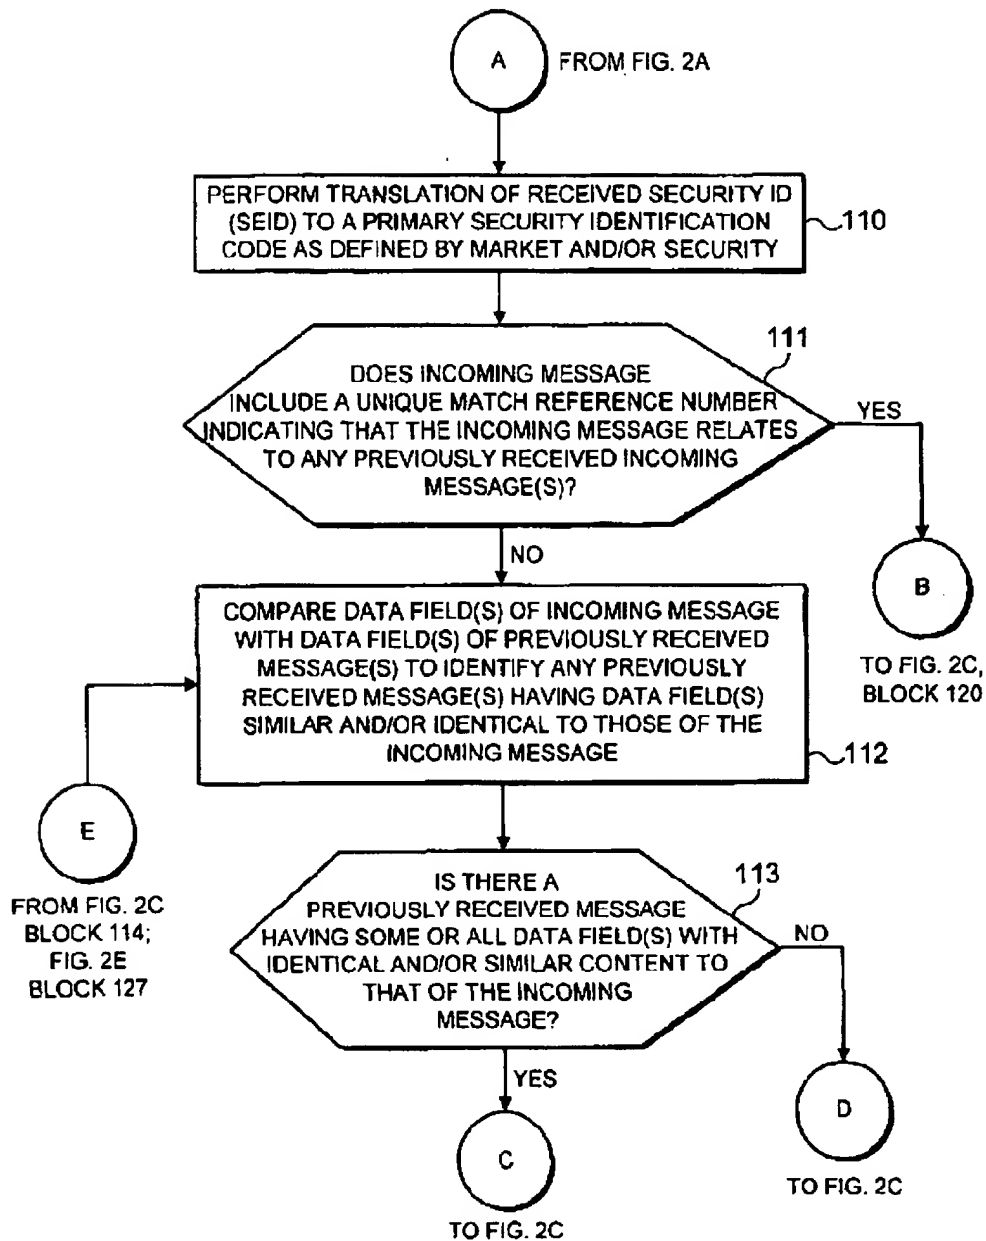 A
FROM FIG. 2A
PERFORM TRANSLATION OF RECEIVED SECURITY ID
(SEID) TO A PRIMARY SECURITY IDENTIFICATION
CODE AS DEFINED BY MARKET AND/OR SECURITY
110
111
DOES INCOMING MESSAGE
INCLUDE A UNIQUE MATCH REFERENCE NUMBER
INDICATING THAT THE INCOMING MESSAGE RELATES
TO ANY PREVIOUSLY RECEIVED INCOMING
MESSAGE(S)?
YES
NO
B
TO FIG. 2C,
BLOCK 120
COMPARE DATA FIELD(S) OF INCOMING MESSAGE
WITH DATA FIELD(S) OF PREVIOUSLY RECEIVED
MESSAGE(S) TO IDENTIFY ANY PREVIOUSLY
RECEIVED MESSAGE(S) HAVING DATA FIELD(S)
SIMILAR AND/OR IDENTICAL TO THOSE OF THE
INCOMING MESSAGE
112
E
FROM FIG. 2C
BLOCK 114;
FIG. 2E
BLOCK 127
113
IS THERE A
PREVIOUSLY RECEIVED MESSAGE
HAVING SOME OR ALL DATA FIELD(S) WITH
IDENTICAL AND/OR SIMILAR CONTENT TO
THAT OF THE INCOMING
MESSAGE?
NO
YES
D
TO FIG. 2C
C
TO FIG. 2C